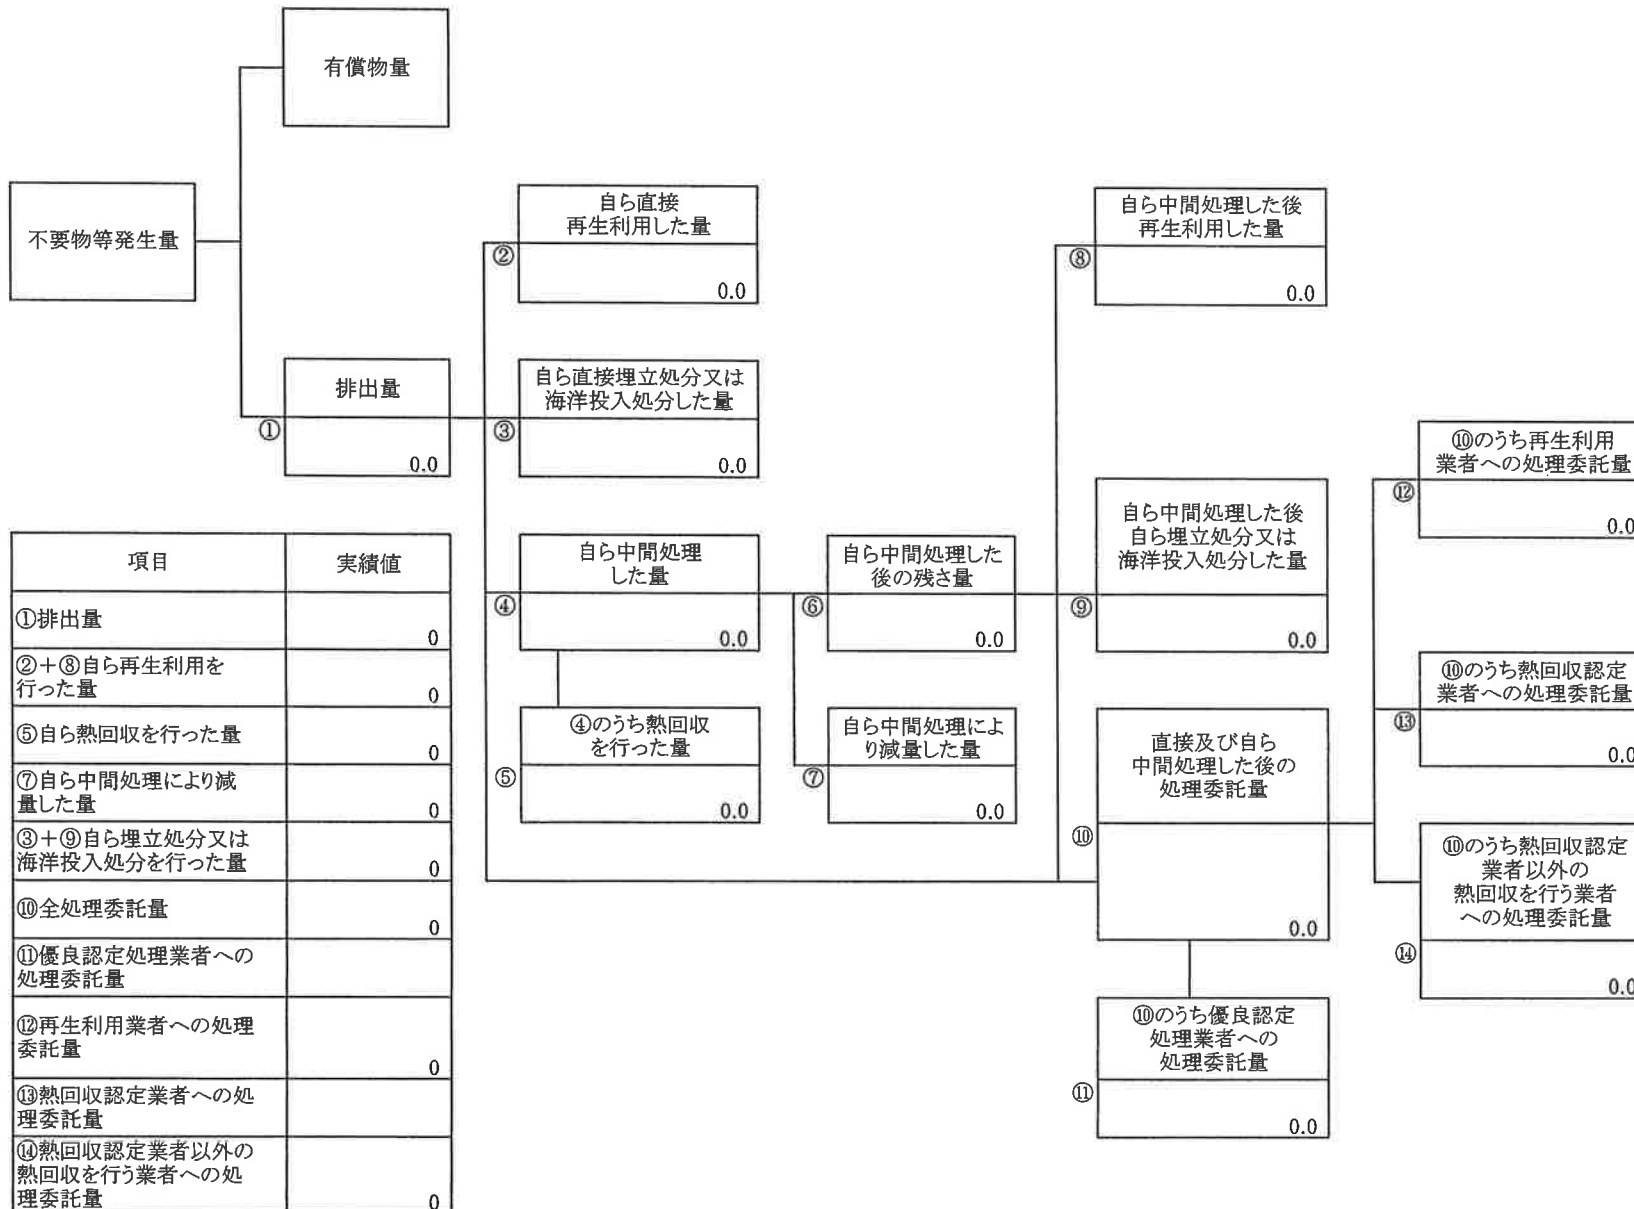 有償物量
不要物等発生量
排出量
①
0.0
自ら直接
再生利用した量
②
0.0
自ら直接埋立処分又は
海洋投入処分した量
③
0.0
自ら中間処理
した量
④
0.0
④のうち熱回収
を行った量
⑤
0.0
自ら中間処理した
後の残さ量
⑥
0.0
自ら中間処理によ
り減量した量
⑦
0.0
自ら中間処理した後
再生利用した量
⑧
0.0
自ら中間処理した後
自ら埋立処分又は
海洋投入処分した量
⑨
0.0
直接及び自ら
中間処理した後の
処理委託量
⑩
0.0
⑩のうち優良認定
処理業者への
処理委託量
⑪
0.0
⑩のうち再生利用
業者への処理委託量
⑫
0.0
⑩のうち熱回収認定
業者への処理委託量
⑬
0.0
⑩のうち熱回収認定
業者以外の
熱回収を行う業者
への処理委託量
⑭
0.0
項目 実績値
①排出量
0
②+⑧自ら再生利用を
行った量
0
⑤自ら熱回収を行った量
0
⑦自ら中間処理により減
量した量
0
③+⑨自ら埋立処分又は
海洋投入処分を行った量
0
⑩全処理委託量
0
⑪優良認定処理業者への
処理委託量
⑫再生利用業者への処理
委託量
0
⑬熱回収認定業者への処
理委託量
⑭熱回収認定業者以外の
熱回収を行う業者への処
理委託量
0